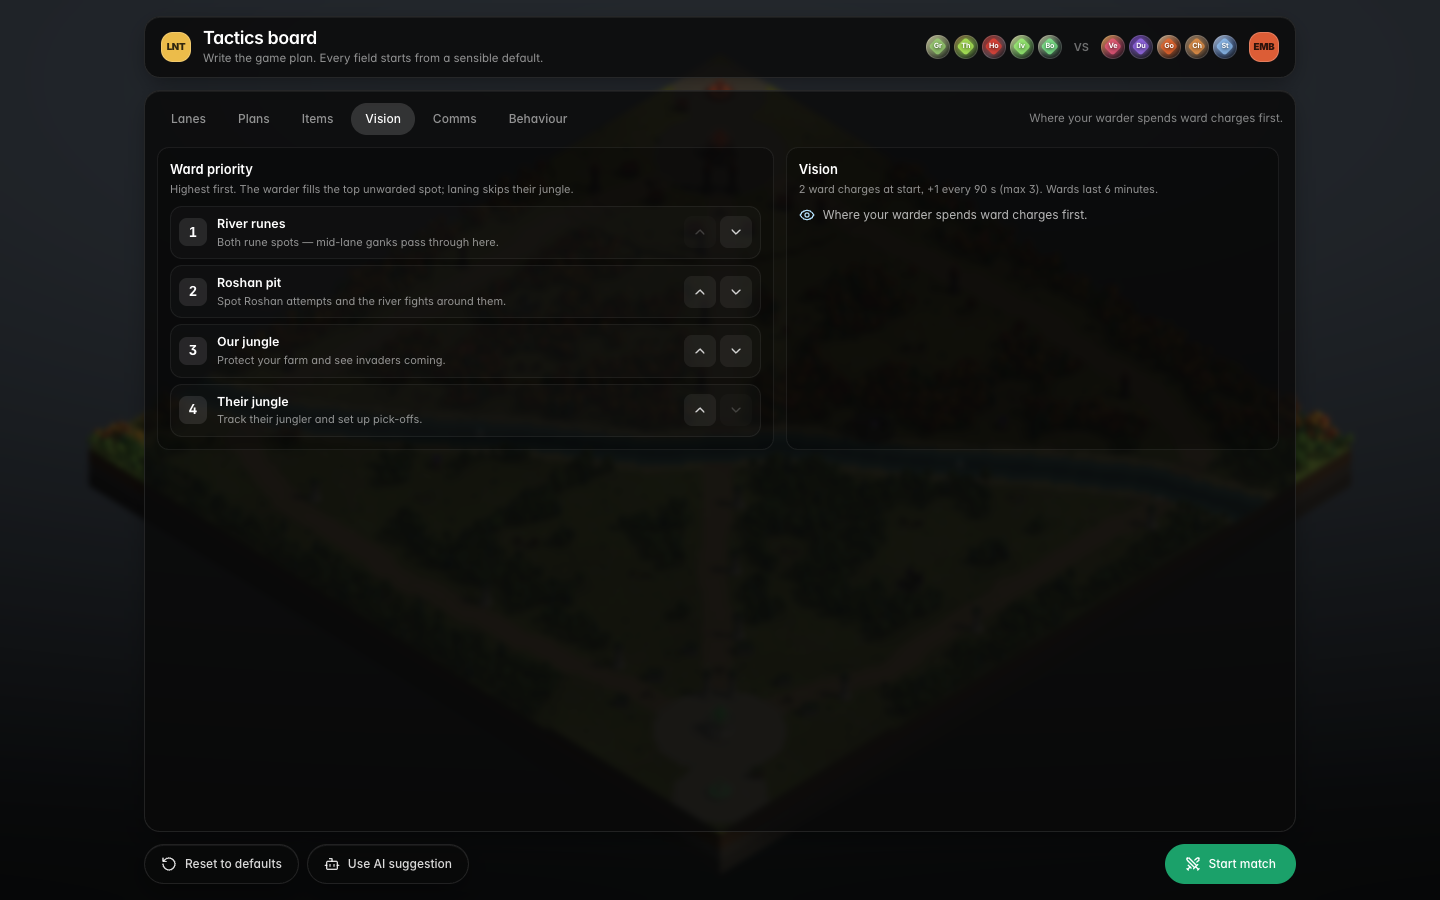 LNT
Tactics board
Write the game plan. Every field starts from a sensible default.
Gr Th Ho Iv Bo VS Ve Du Go Ch St EMB
Lanes Plans Items Vision Comms Behaviour
Where your warder spends ward charges first.
Ward priority
Highest first. The warder fills the top unwarded spot; laning skips their jungle.
1
River runes
Both rune spots — mid-lane ganks pass through here.
2
Roshan pit
Spot Roshan attempts and the river fights around them.
3
Our jungle
Protect your farm and see invaders coming.
4
Their jungle
Track their jungler and set up pick-offs.
Vision
2 ward charges at start, +1 every 90 s (max 3). Wards last 6 minutes.
Where your warder spends ward charges first.
Reset to defaults
Use AI suggestion
Start match